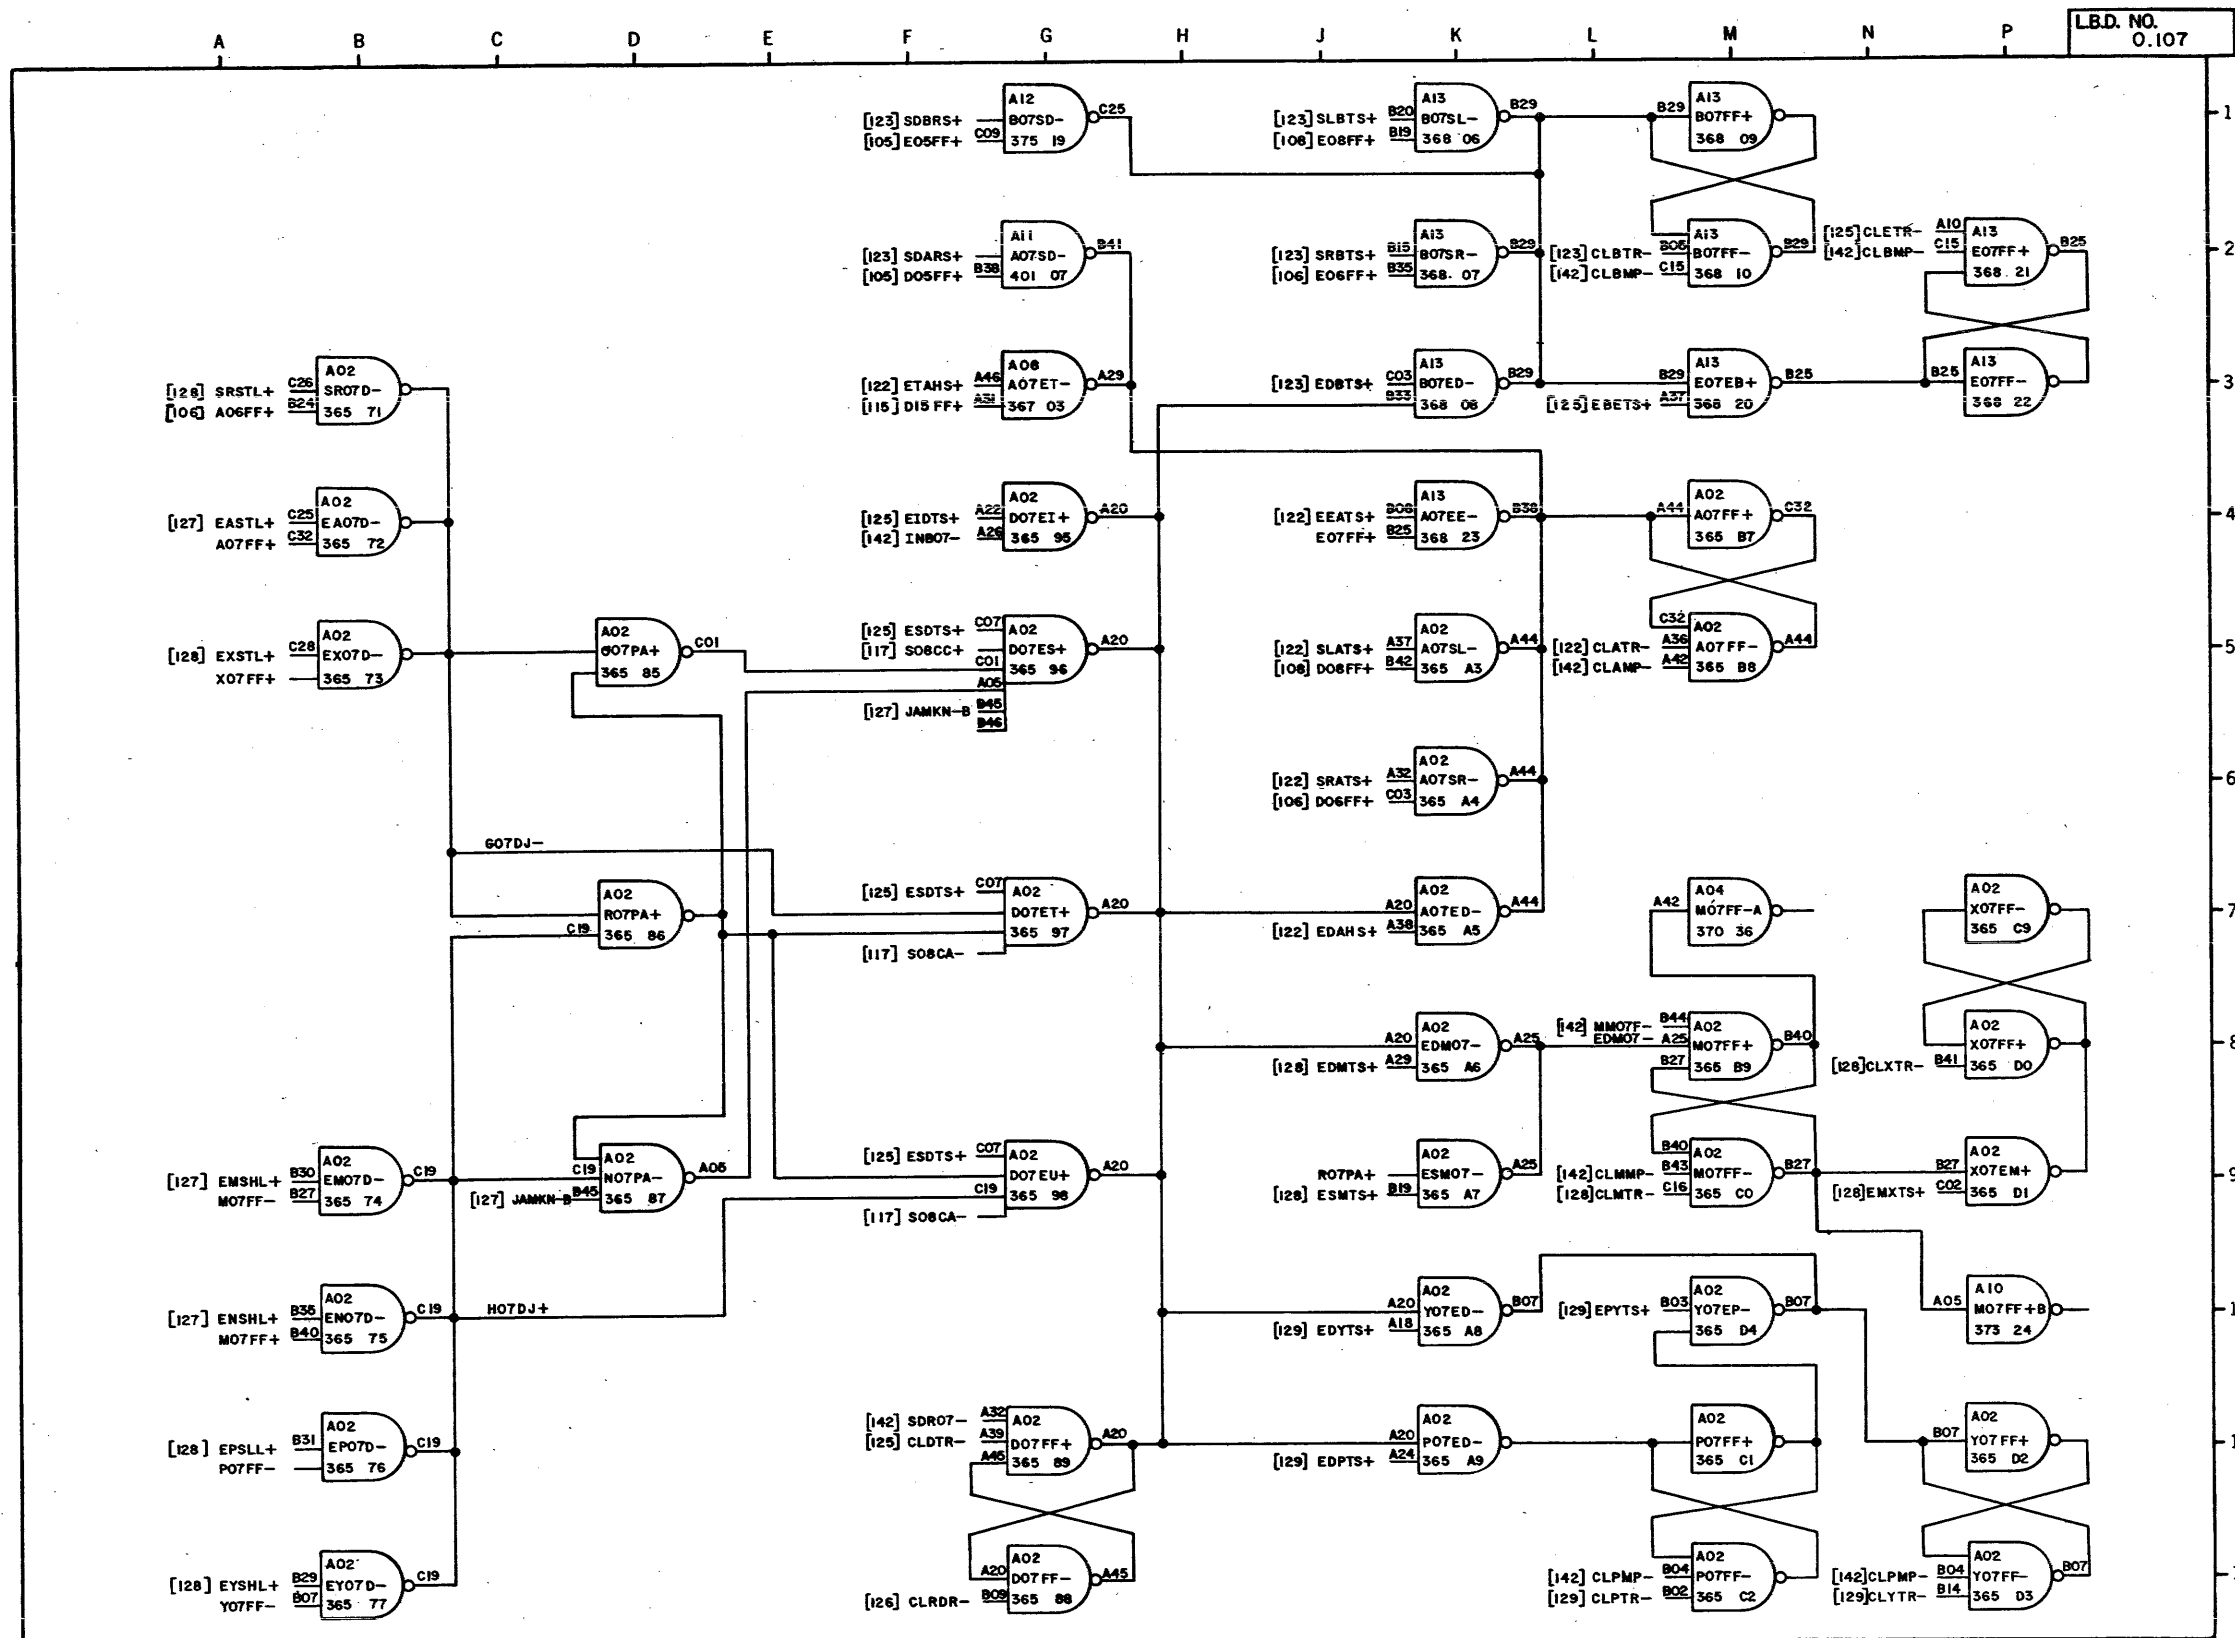 L.B.D. NO.
0.107
A B C D E F G H J K L M N P
[123] SDBRS+
[105] E05FF+ C09
A12
B07SD-
375 19
C25
[123] SLBTS+ B20
[108] E08FF+ B19
A13
B07SL-
368 06
B29
B29
A13
B07FF+
368 09
1
[123] SDARS+
[105] D05FF+ B38
A11
A07SD-
401 07
B41
[123] SRBTS+ B15
[106] E06FF+ B35
A13
B07SR-
368 07
B29
[123] CLBTR-
[142] CLBMP- C15
A13
B07FF-
368 10
B29
[125] CLETR- A10
[142] CLBMP- C15
A13
E07FF+
368 21
B25
2
[128] SRSTL+ C26
[106] A06FF+ B24
A02
SR07D-
365 71
[122] ETAHS+ A46
[115] D15FF+ A31
A07ET-
367 03
A29
[123] EDBTS+ C03
B33
A13
B07ED-
368 08
B29
B29
[125] EBETS+ A37
A13
E07EB+
368 20
B25
B25
A13
E07FF-
368 22
3
[127] EASTL+ C25
A07FF+ C32
A02
EA07D-
365 72
[125] EIDTS+ A22
[142] INB07- A26
A02
D07EI+
365 95
A20
[122] EEATS+ B08
E07FF+ B25
A13
A07EE-
368 23
B38
A44
A02
A07FF+
365 B7
C32
4
[128] EXSTL+ C28
X07FF+
A02
EX07D-
365 73
A02
365 85
C01
[125] ESDTS+ C07
[117] S08CC+
C01
A05
[127] JAMKN-B B45
B46
A02
D07ES+
365 96
A20
[122] SLATS+ A37
[108] D08FF+ B42
A02
A07SL-
365 A3
A44
C32
[122] CLATR- A36
[142] CLAMP- A42
A02
A07FF-
365 B8
A44
5
[122] SRATS+ A32
[106] D06FF+ C03
A02
A07SR-
365 A4
A44
6
G07DJ-
C19
A02
R07PA+
365 86
[125] ESDTS+ C07
[117] S08CA-
A02
D07ET+
365 97
A20
A20
[122] EDAHS+ A38
A02
A07ED-
365 A5
A44
A42
A04
M07FF-A
370 36
A02
X07FF-
365 C9
7
A20
[128] EDMTS+ A29
A02
EDM07-
365 A6
A25
[142] MM07F- B44
EDM07- A25
B27
A02
M07FF+
365 B9
B40
[128] CLXTR- B41
A02
X07FF+
365 D0
8
[127] EMSHL+ B30
M07FF- B27
A02
EM07D-
365 74
C19
C19
[127] JAMKN-B B45
A02
N07PA-
365 87
A05
[125] ESDTS+ C07
C19
[117] S08CA-
A02
D07EU+
365 98
A20
R07PA+
[128] ESMTS+ B19
A02
ESM07-
365 A7
A25
B40
[142] CLMMP- B43
[128] CLMTR- C16
A02
M07FF-
365 C0
B27
B27
[128] EMXTS+ C02
A02
X07EM+
365 D1
9
[127] ENSHL+ B35
M07FF+ B40
A02
EN07D-
365 75
C19
H07DJ+
A20
[129] EDYTS+ A18
A02
Y07ED-
365 A8
B07
[129] EPYTS+ B03
A02
Y07EP-
365 D4
B07
A05
A10
M07FF+B
373 24
1
[128] EPSLL+ B31
P07FF-
A02
EP07D-
365 76
C19
[142] SDR07- A32
[125] CLDTR- A39
A45
A02
D07FF+
365 89
A20
A20
[129] EDPTS+ A24
A02
P07ED-
365 A9
A02
P07FF+
365 C1
B07
A02
Y07FF+
365 D2
1
[128] EYSHL+ B29
Y07FF- B07
A02
EY07D-
365 77
C19
A20
[126] CLRDR- B09
A02
D07FF-
365 88
A45
[142] CLPMP- B04
[129] CLPTR- B02
A02
P07FF-
365 C2
[142] CLPMP- B04
[129] CLYTR- B14
A02
Y07FF-
365 D3
B07